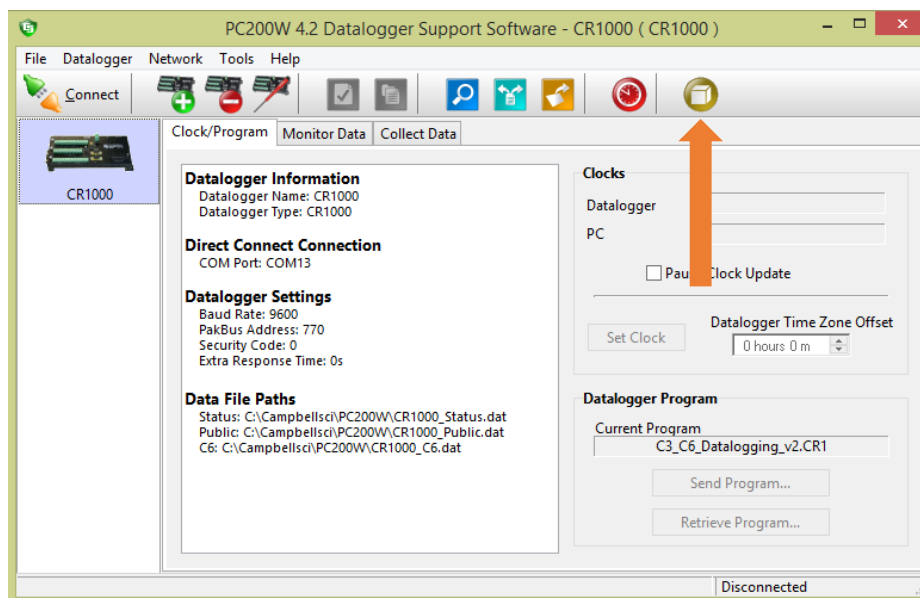 PC200W 4.2 Datalogger Support Software - CR1000 ( CR1000 )
File Datalogger Network Tools Help
Connect
CR1000
Clock/Program Monitor Data Collect Data
Datalogger Information
Datalogger Name: CR1000
Datalogger Type: CR1000
Direct Connect Connection
COM Port: COM13
Datalogger Settings
Baud Rate: 9600
PakBus Address: 770
Security Code: 0
Extra Response Time: 0s
Data File Paths
Status: C:\Campbellsci\PC200W\CR1000_Status.dat
Public: C:\Campbellsci\PC200W\CR1000_Public.dat
C6: C:\Campbellsci\PC200W\CR1000_C6.dat
Clocks
Datalogger
PC
Clock Update
Set Clock
Datalogger Time Zone Offset
0 hours 0 m
Datalogger Program
Current Program
C3_C6_Datalogging_v2.CR1
Send Program...
Retrieve Program...
Disconnected